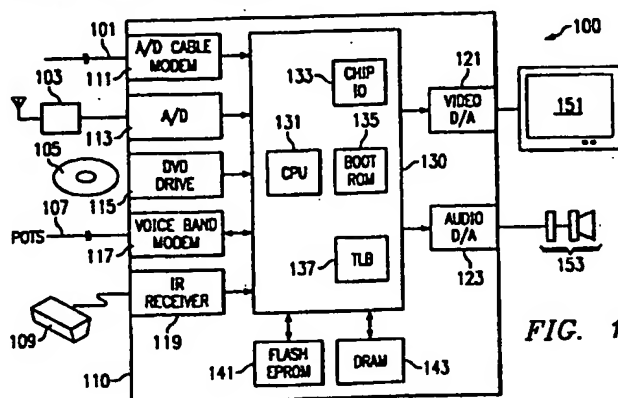 101
A/D CABLE
MODEM
111
103
A/D
113
105
DVD
DRIVE
115
107
POTS
VOICE BAND
MODEM
117
IR
RECEIVER
109
119
110
133
CHIP
IO
131
135
CPU
BOOT
ROM
130
137
TLB
141
FLASH
EPROM
DRAM
143
121
VIDEO
D/A
AUDIO
D/A
123
100
151
153
FIG. 1